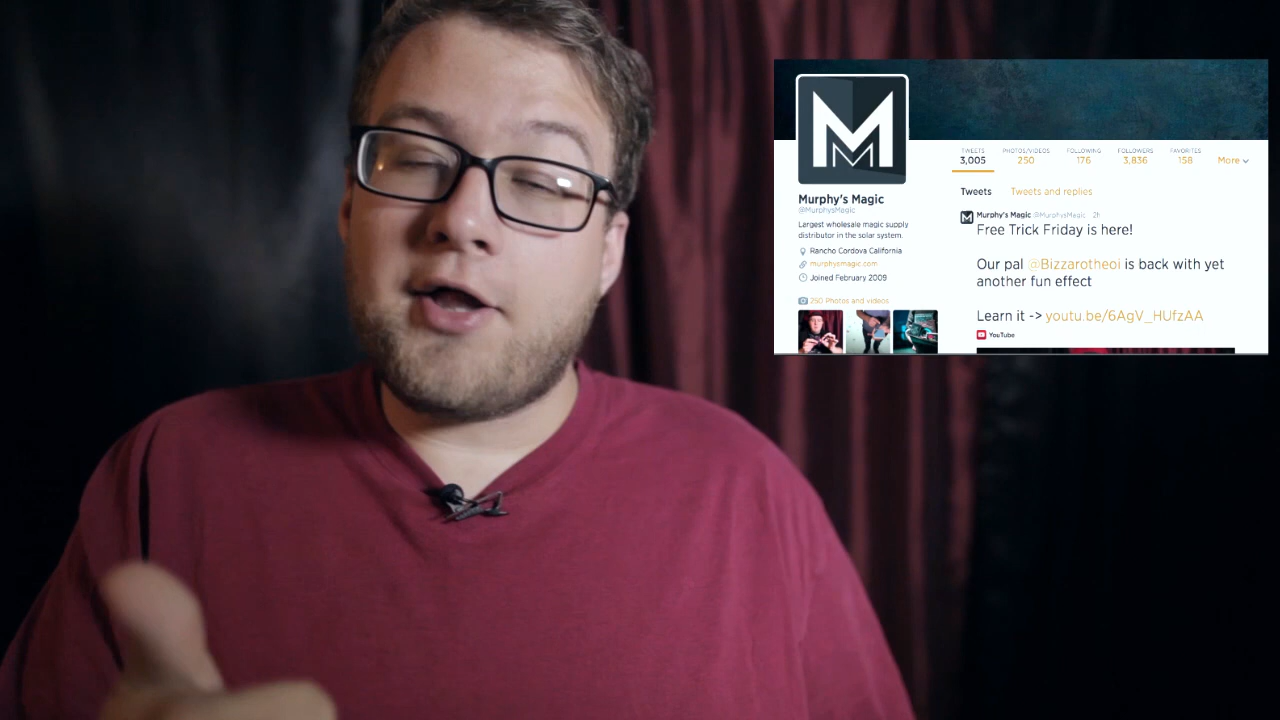 M
M
TWEETS
3,005
PHOTOS/VIDEOS
250
FOLLOWING
176
FOLLOWERS
3,836
FAVORITES
158
More
Tweets Tweets and replies
Murphy's Magic
@MurphysMagic
Largest wholesale magic supply
distributor in the solar system.
Rancho Cordova California
murphysmagic.com
Joined February 2009
250 Photos and videos
Murphy's Magic @MurphysMagic · 2h
Free Trick Friday is here!
Our pal @Bizzarotheoi is back with yet
another fun effect
Learn it -> youtu.be/6AgV_HUfzAA
YouTube